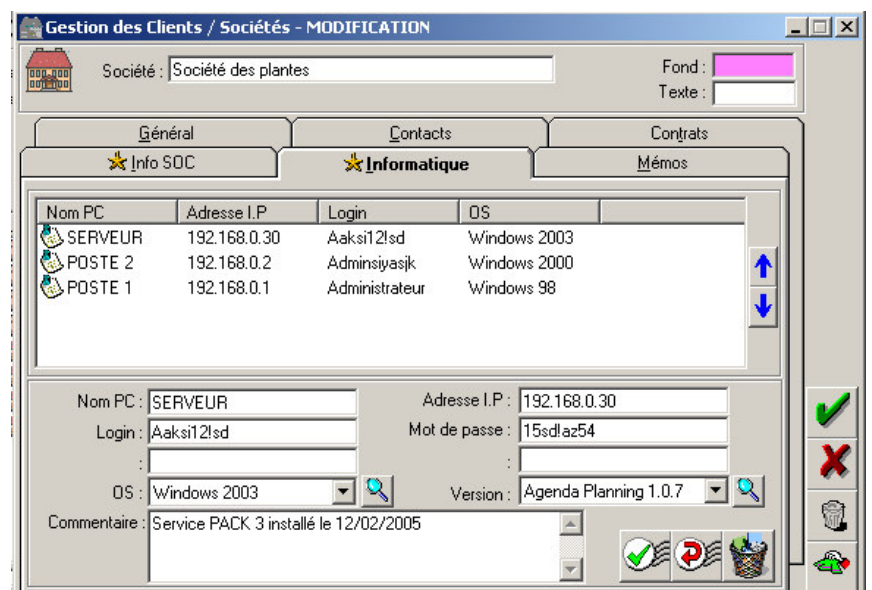 Gestion des Clients / Sociétés - MODIFICATION
Société : Société des plantes
Fond :
Texte :
Général Contacts Contrats
Info SOC Informatique Mémos
Nom PC Adresse I.P Login OS
SERVEUR 192.168.0.30 Aaksi12!sd Windows 2003
POSTE 2 192.168.0.2 Adminsiyasjk Windows 2000
POSTE 1 192.168.0.1 Administrateur Windows 98
Nom PC : SERVEUR Adresse I.P : 192.168.0.30
Login : Aaksi12!sd Mot de passe : 15sd!az54
: :
OS : Windows 2003 Version : Agenda Planning 1.0.7
Commentaire : Service PACK 3 installé le 12/02/2005